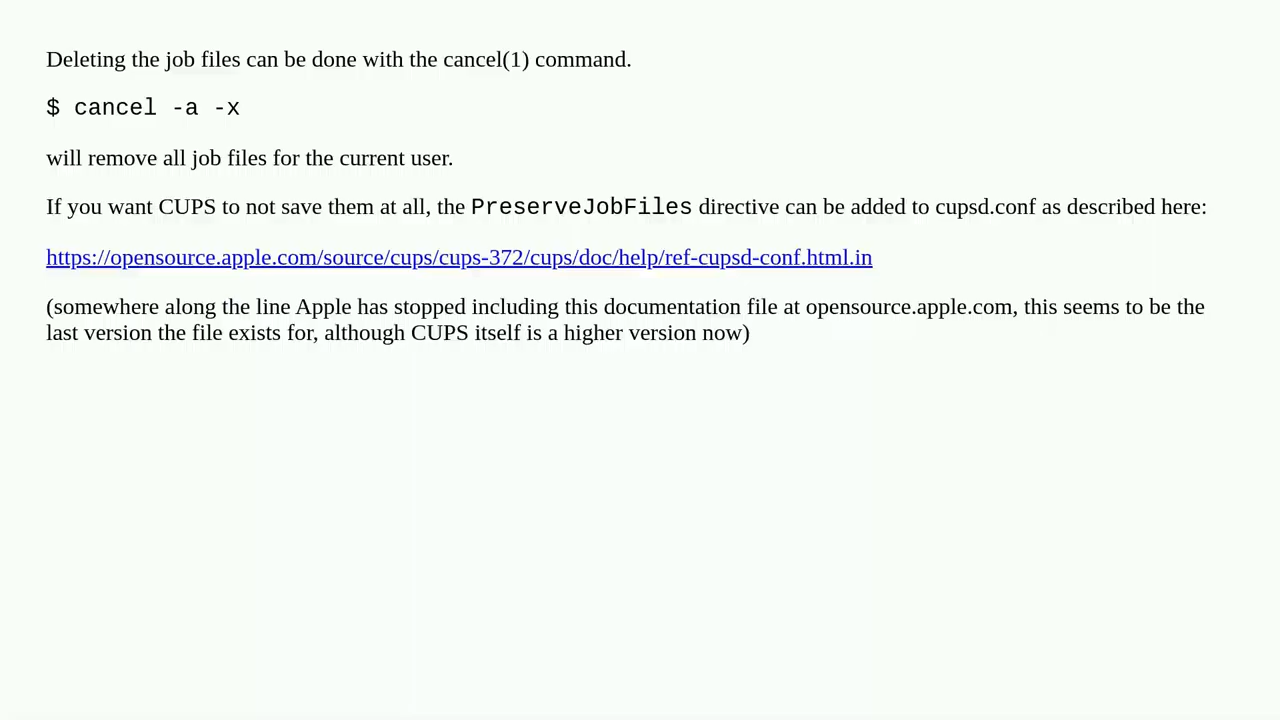 Deleting the job files can be done with the cancel(1) command.
$ cancel -a -x
will remove all job files for the current user.
If you want CUPS to not save them at all, the PreserveJobFiles directive can be added to cupsd.conf as described here:
https://opensource.apple.com/source/cups/cups-372/cups/doc/help/ref-cupsd-conf.html.in
(somewhere along the line Apple has stopped including this documentation file at opensource.apple.com, this seems to be the
last version the file exists for, although CUPS itself is a higher version now)